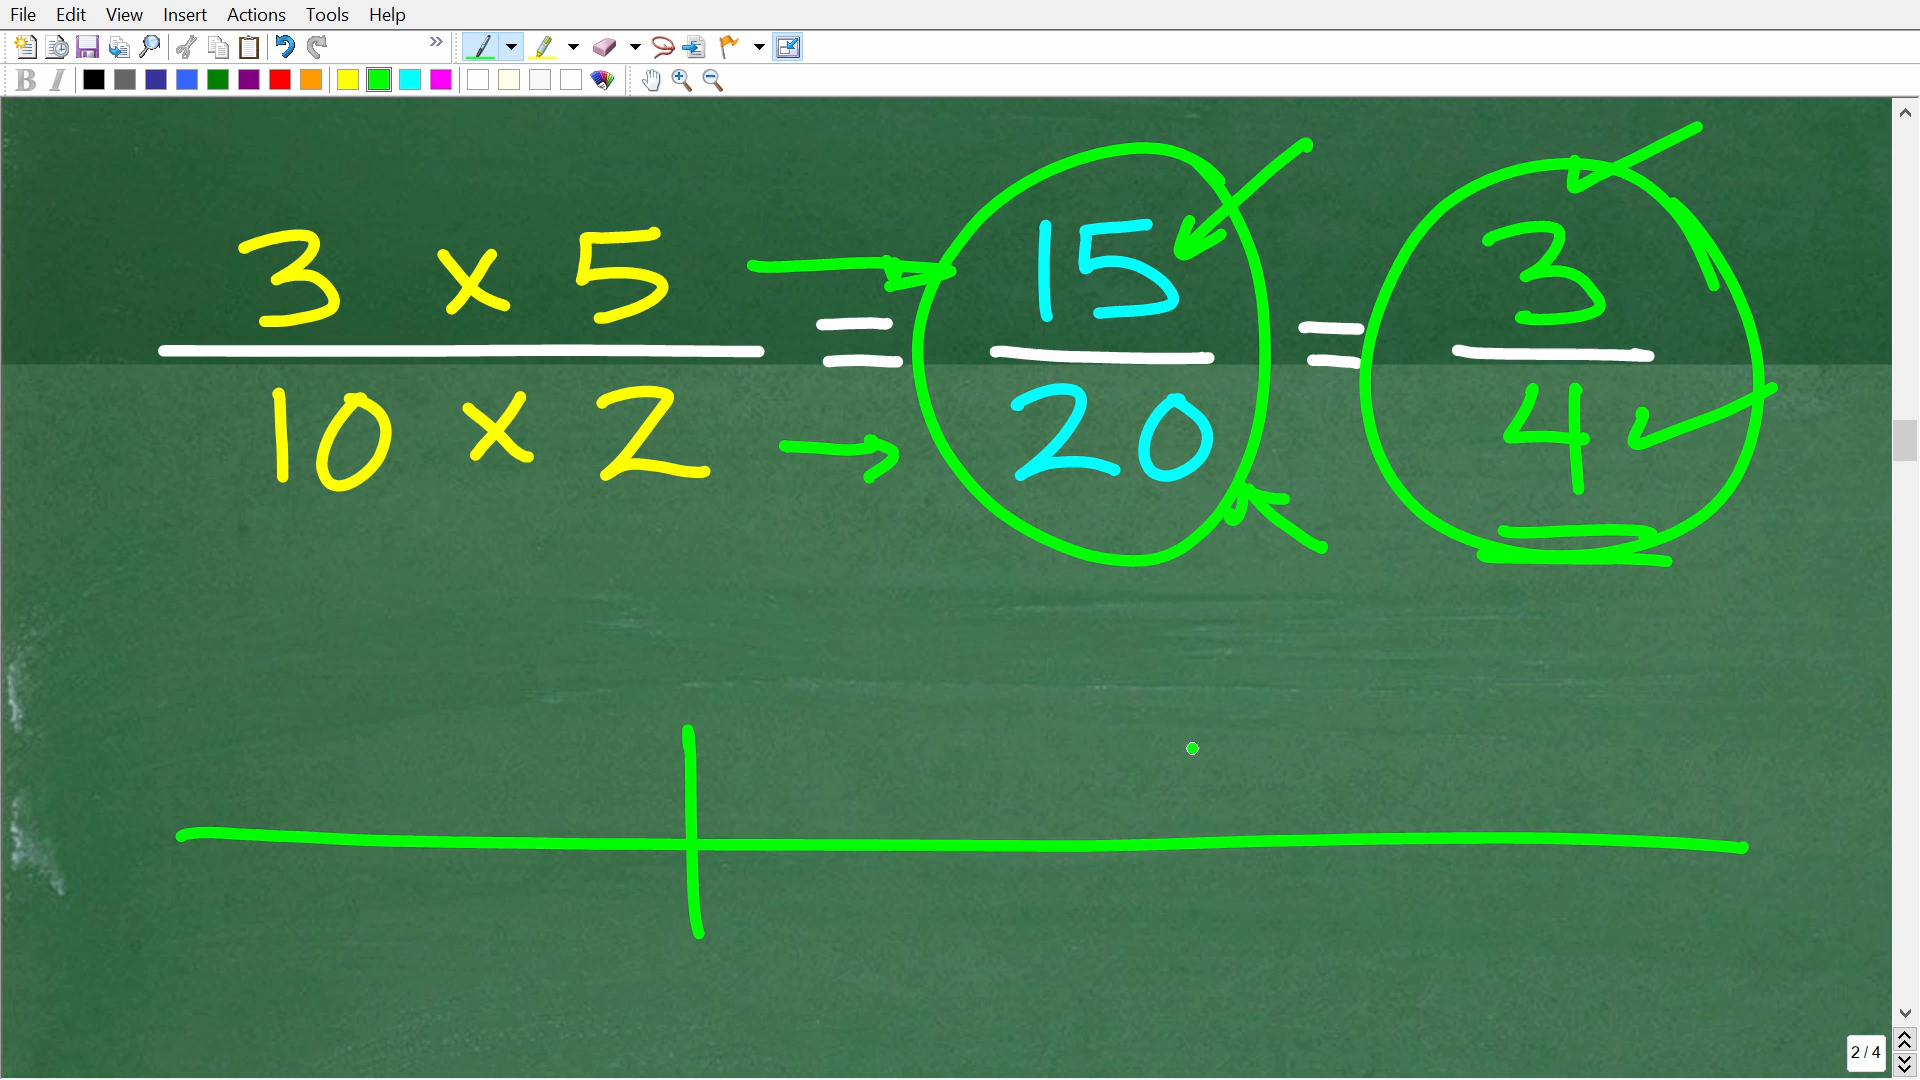 File Edit View Insert Actions Tools Help
B I
3 x 5 = 15 = 3
10 x 2 20 4
2 / 4